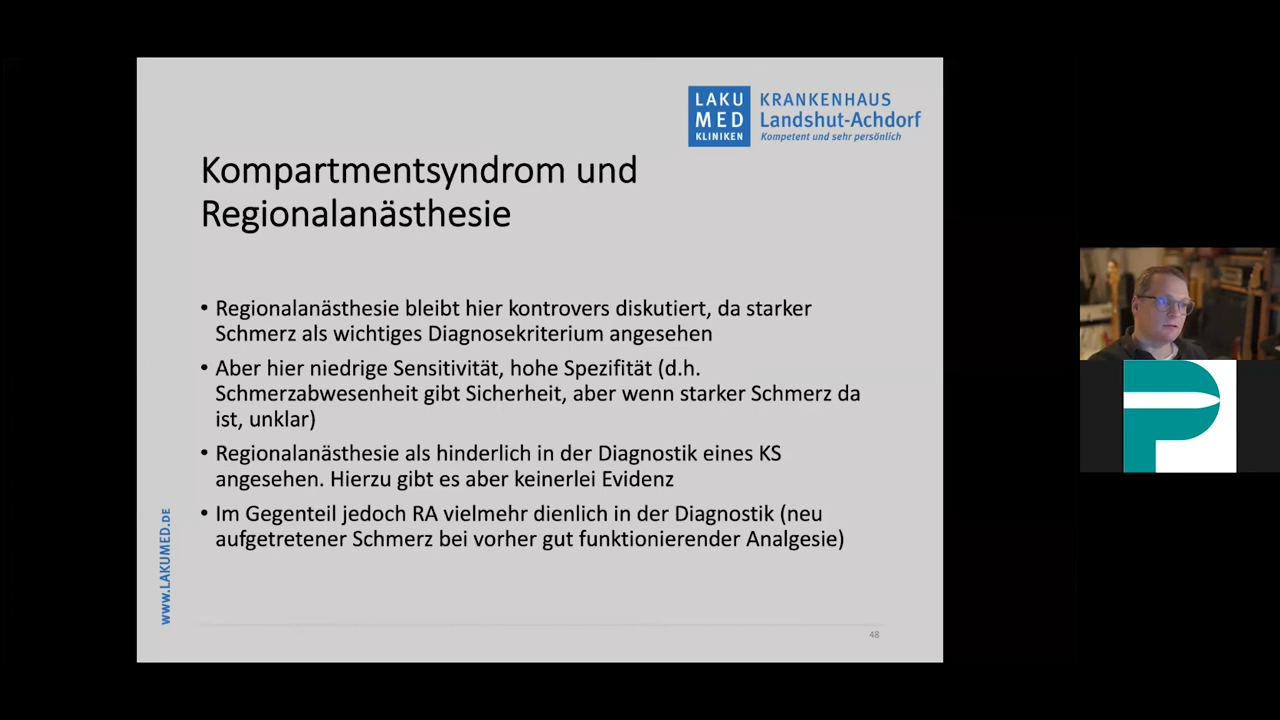 LAKU
MED
KLINIKEN
KRANKENHAUS
Landshut-Achdorf
Kompetent und sehr persönlich
Kompartmentsyndrom und
Regionalanästhesie
• Regionalanästhesie bleibt hier kontrovers diskutiert, da starker
Schmerz als wichtiges Diagnosekriterium angesehen
• Aber hier niedrige Sensitivität, hohe Spezifität (d.h.
Schmerzabwesenheit gibt Sicherheit, aber wenn starker Schmerz da
ist, unklar)
• Regionalanästhesie als hinderlich in der Diagnostik eines KS
angesehen. Hierzu gibt es aber keinerlei Evidenz
• Im Gegenteil jedoch RA vielmehr dienlich in der Diagnostik (neu
aufgetretener Schmerz bei vorher gut funktionierender Analgesie)
www.LAKUMED.DE
48
P